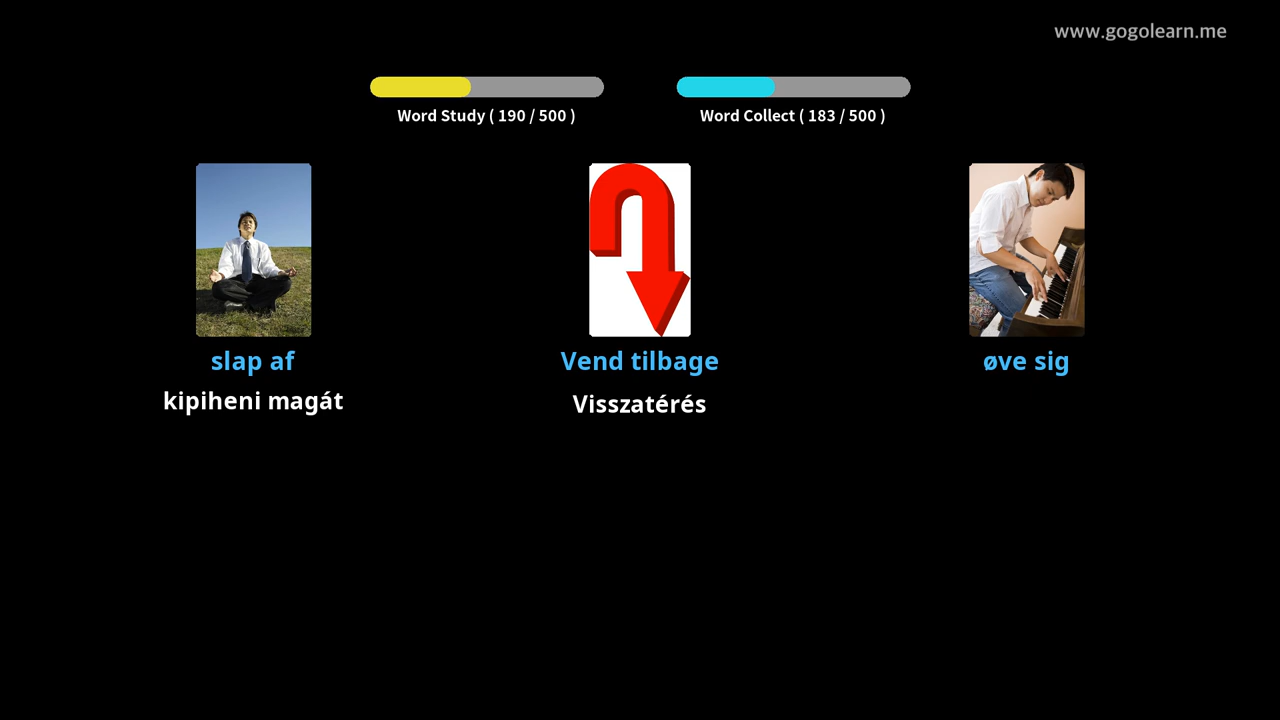 www.gogolearn.me
Word Study ( 190 / 500 )
Word Collect ( 183 / 500 )
slap af
Vend tilbage
øve sig
kipiheni magát
Visszatérés